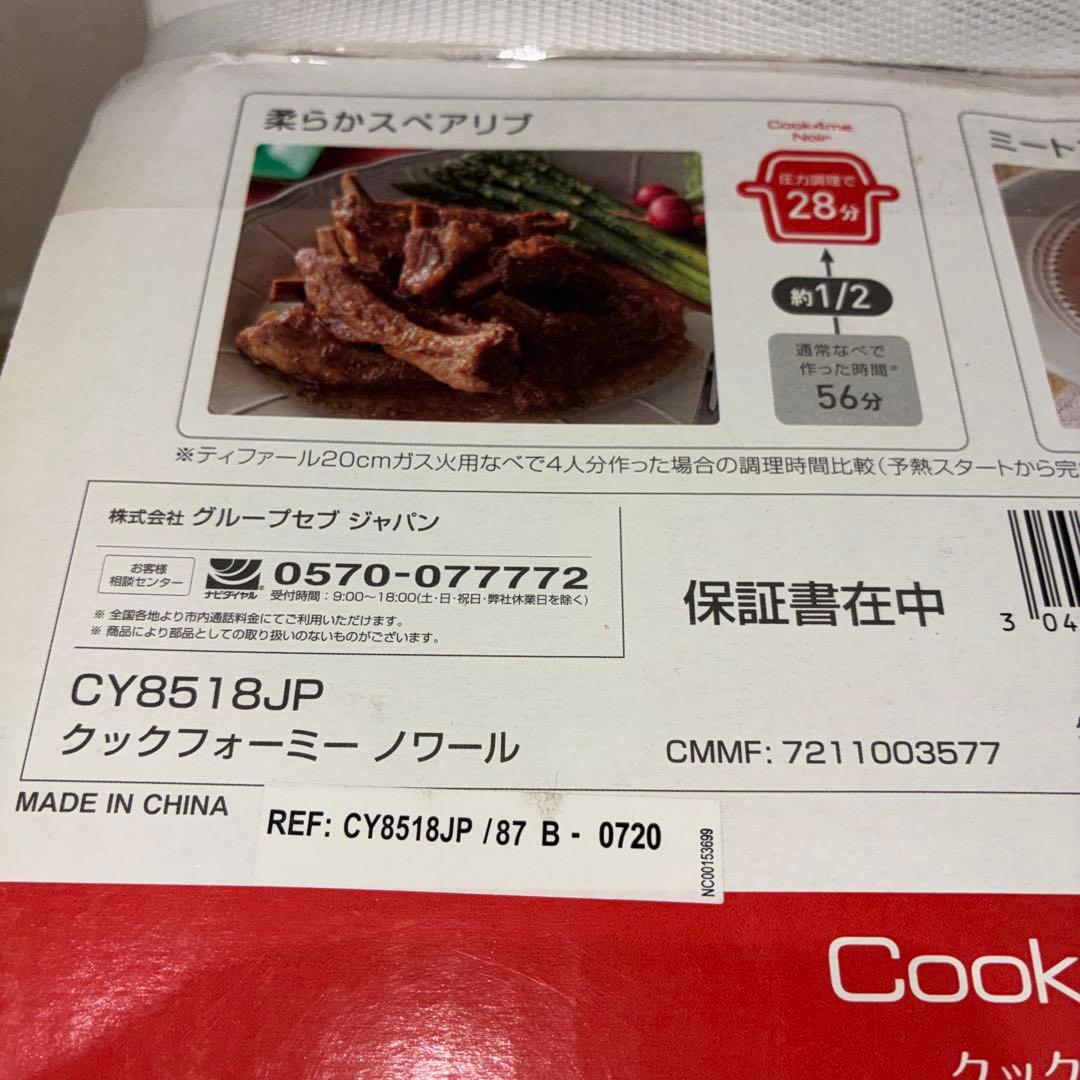 柔らかスペアリブ
Cook4me
Noir
圧力調理で
28分
約1/2
通常なべで
作った時間※
56分
ミート
※ティファール20cmガス火用なべで4人分作った場合の調理時間比較(予熱スタートから完
株式会社 グループセブ ジャパン
お客様
相談センター
ナビダイヤル®
0570-077772
受付時間:9:00~18:00(土・日・祝日・弊社休業日を除く)
※ 全国各地より市内通話料金にてご利用いただけます。
※ 商品により部品としての取り扱いのないものがございます。
保証書在中
3 04
CY8518JP
クックフォーミー ノワール
CMMF: 7211003577
MADE IN CHINA
REF: CY8518JP /87 B - 0720
NC00153699
Cook
クック